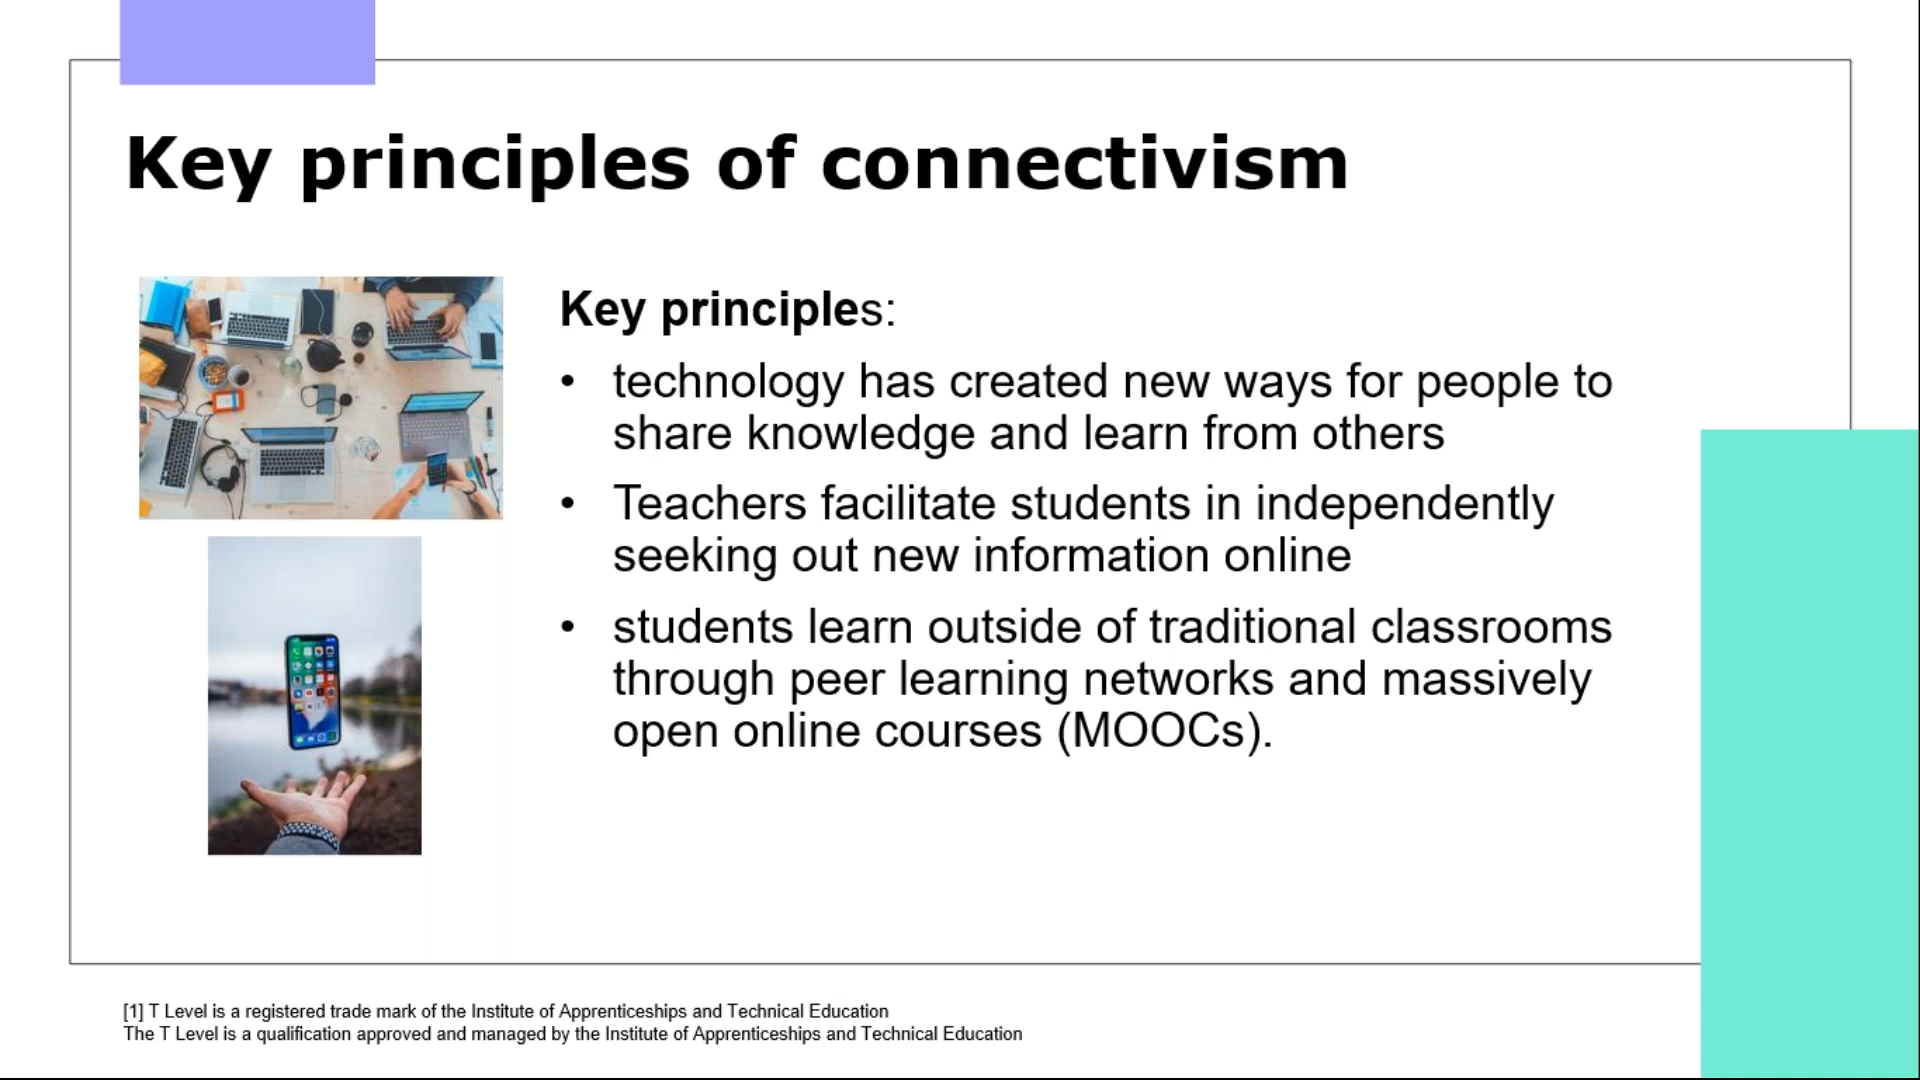 Key principles of connectivism
Key principles:
• technology has created new ways for people to
share knowledge and learn from others
• Teachers facilitate students in independently
seeking out new information online
• students learn outside of traditional classrooms
through peer learning networks and massively
open online courses (MOOCs).
[1] T Level is a registered trade mark of the Institute of Apprenticeships and Technical Education
The T Level is a qualification approved and managed by the Institute of Apprenticeships and Technical Education